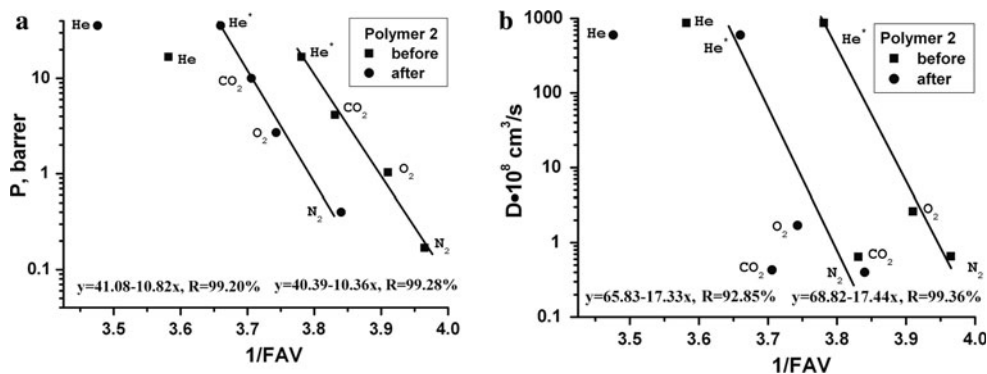 a
P, barrer
10
1
0.1
He
He
He*
He*
CO2
CO2
O2
O2
N2
N2
Polymer 2
before
after
y=41.08-10.82x, R=99.20%
y=40.39-10.36x, R=99.28%
3.5 3.6 3.7 3.8 3.9 4.0
1/FAV
b
D•10^8 cm^3/s
1000
100
10
1
0.1
He
He
He*
He*
O2
O2
CO2
CO2
N2
N2
Polymer 2
before
after
y=65.83-17.33x, R=92.85%
y=68.82-17.44x, R=99.36%
3.5 3.6 3.7 3.8 3.9 4.0
1/FAV